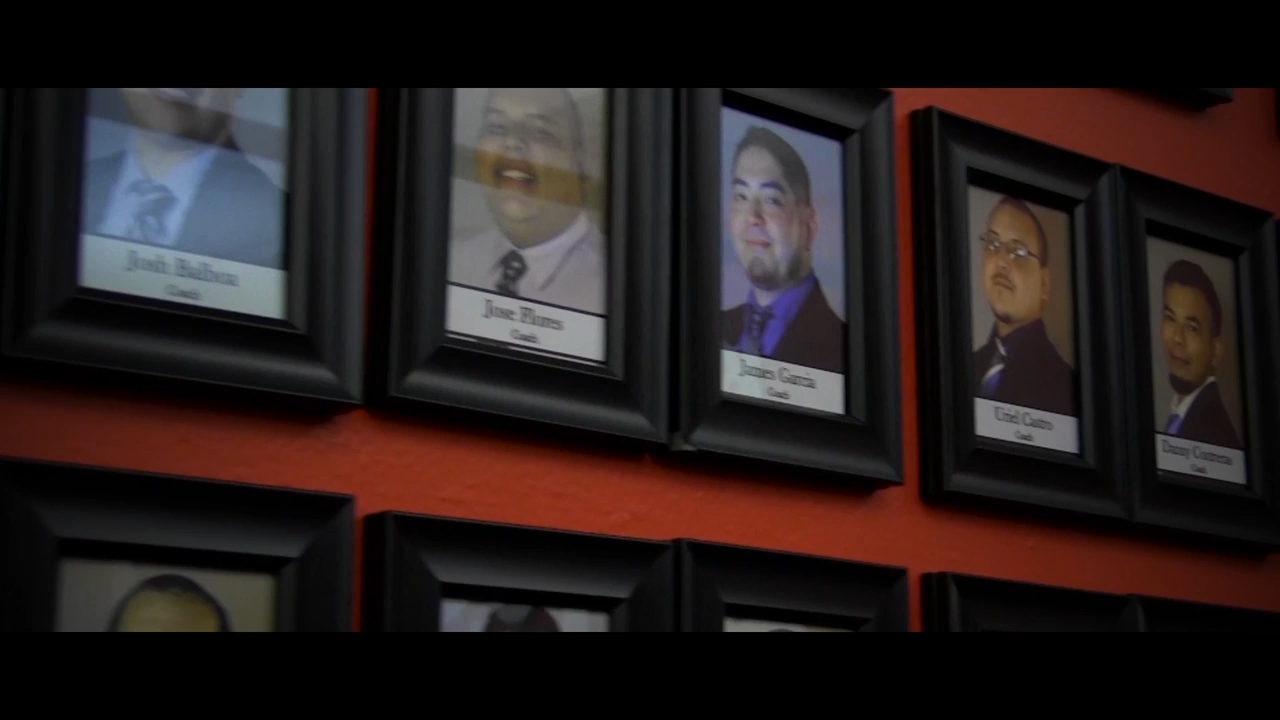 Josh Balboa
Coach
Jose Flores
Coach
James Garcia
Coach
Uriel Castro
Coach
Danny Contreras
Coach